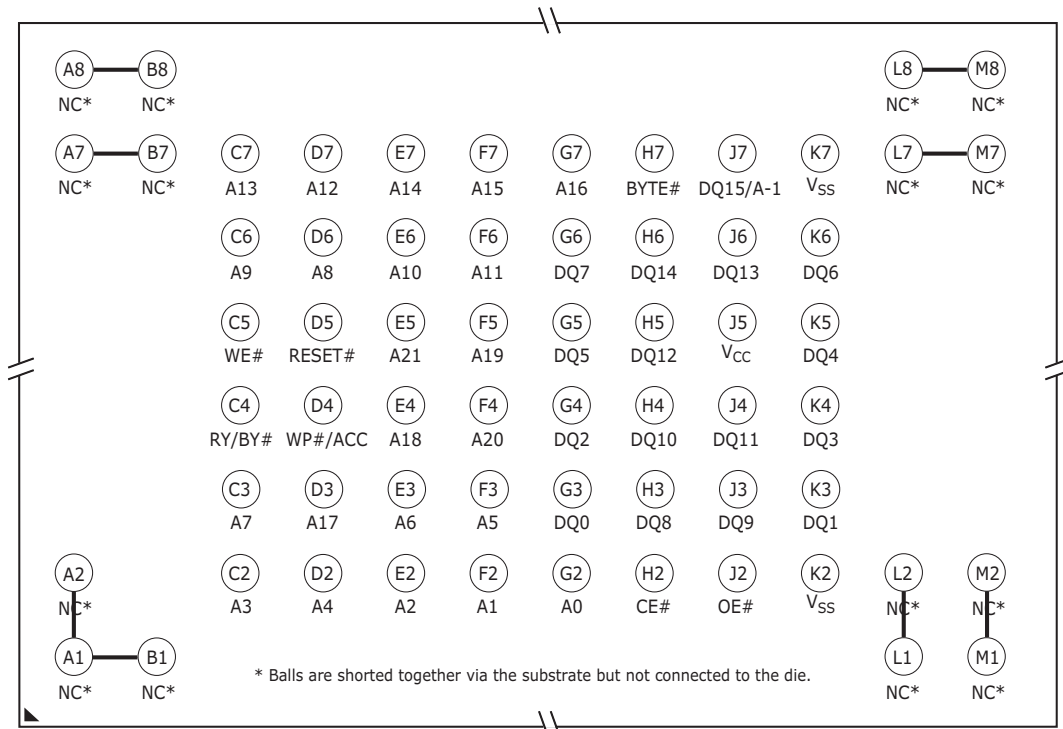 A8 B8 L8 M8
NC* NC* NC* NC*
A7 B7 C7 D7 E7 F7 G7 H7 J7 K7 L7 M7
NC* NC* A13 A12 A14 A15 A16 BYTE# DQ15/A-1 VSS NC* NC*
C6 D6 E6 F6 G6 H6 J6 K6
A9 A8 A10 A11 DQ7 DQ14 DQ13 DQ6
C5 D5 E5 F5 G5 H5 J5 K5
WE# RESET# A21 A19 DQ5 DQ12 VCC DQ4
C4 D4 E4 F4 G4 H4 J4 K4
RY/BY# WP#/ACC A18 A20 DQ2 DQ10 DQ11 DQ3
C3 D3 E3 F3 G3 H3 J3 K3
A7 A17 A6 A5 DQ0 DQ8 DQ9 DQ1
A2 C2 D2 E2 F2 G2 H2 J2 K2 L2 M2
NC* A3 A4 A2 A1 A0 CE# OE# VSS NC* NC*
A1 B1 L1 M1
* Balls are shorted together via the substrate but not connected to the die.
NC* NC* NC* NC*